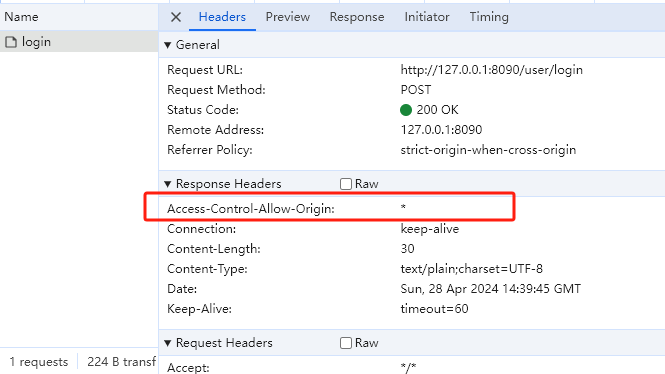 Name
Headers Preview Response Initiator Timing
login
General
Request URL: http://127.0.0.1:8090/user/login
Request Method: POST
Status Code: 200 OK
Remote Address: 127.0.0.1:8090
Referrer Policy: strict-origin-when-cross-origin
Response Headers Raw
Access-Control-Allow-Origin: *
Connection: keep-alive
Content-Length: 30
Content-Type: text/plain;charset=UTF-8
Date: Sun, 28 Apr 2024 14:39:45 GMT
Keep-Alive: timeout=60
Request Headers Raw
1 requests 224 B transf
Accept: */*